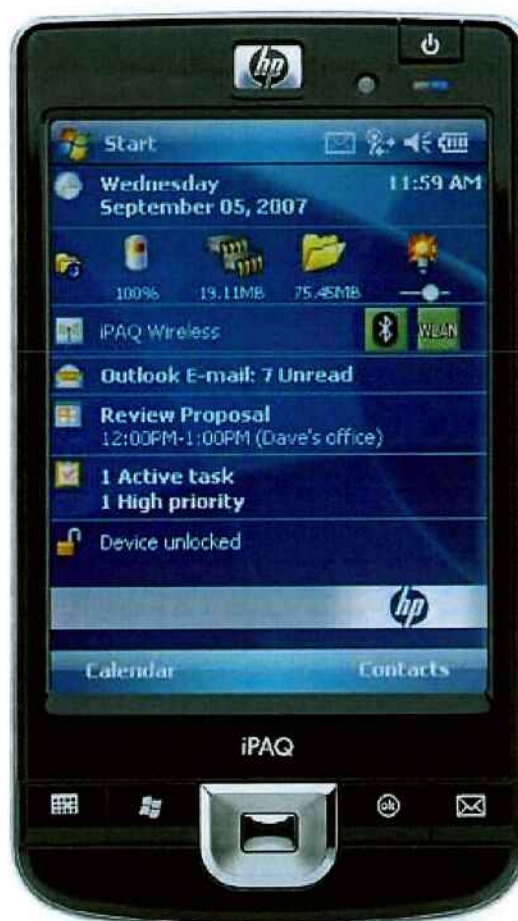 hp
Start
Wednesday 11:59 AM
September 05, 2007
100% 19.11MB 75.45MB
iPAQ Wireless WLAN
Outlook E-mail: 7 Unread
Review Proposal
12:00PM-1:00PM (Dave's office)
1 Active task
1 High priority
Device unlocked
hp
Calendar Contacts
iPAQ
ok